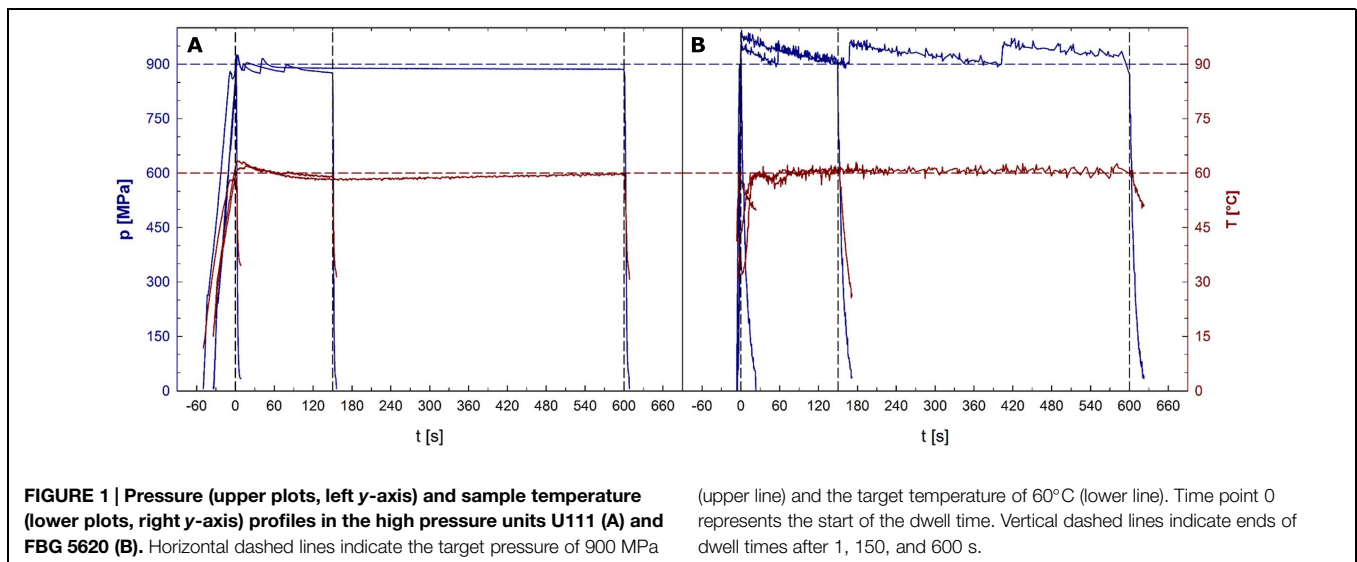 A
B
900
750
600
450
300
150
0
p [MPa]
90
75
60
45
30
15
0
T [°C]
-60 0 60 120 180 240 300 360 420 480 540 600 660
-60 0 60 120 180 240 300 360 420 480 540 600 660
t [s]
t [s]
FIGURE 1 | Pressure (upper plots, left y-axis) and sample temperature
(lower plots, right y-axis) profiles in the high pressure units U111 (A) and
FBG 5620 (B). Horizontal dashed lines indicate the target pressure of 900 MPa
(upper line) and the target temperature of 60°C (lower line). Time point 0
represents the start of the dwell time. Vertical dashed lines indicate ends of
dwell times after 1, 150, and 600 s.